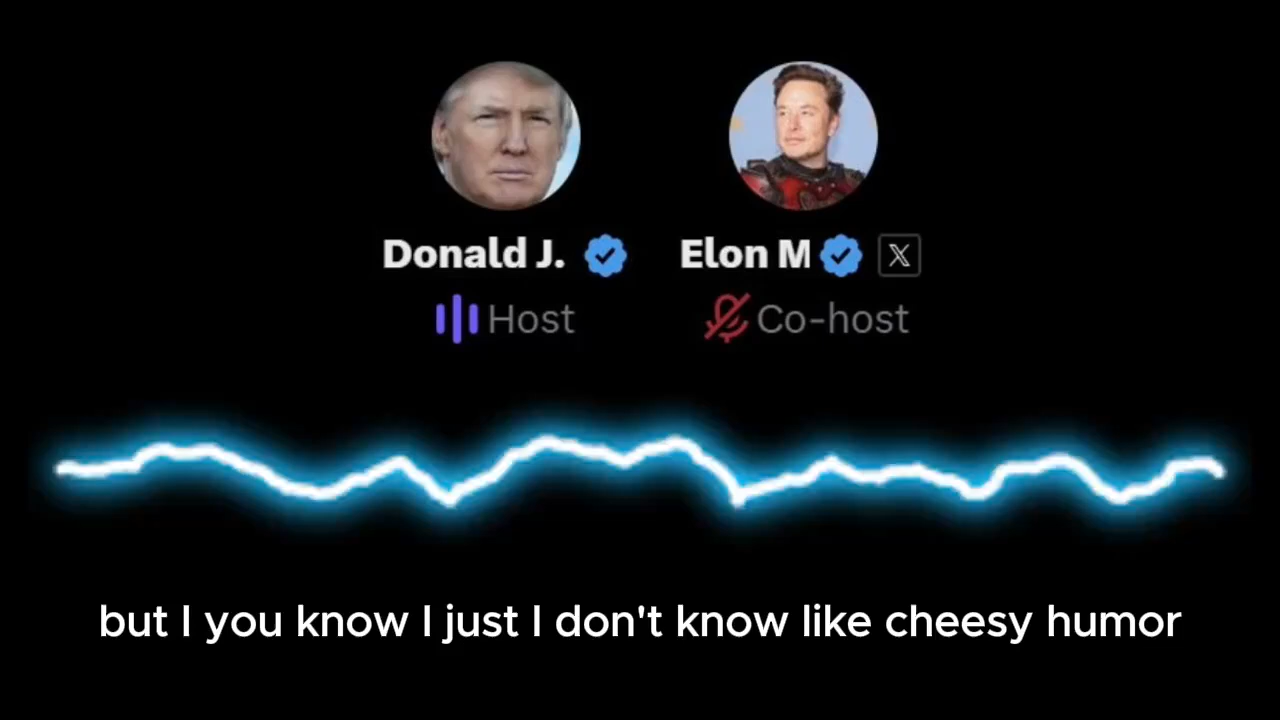 Donald J.
Elon M
X
Host
Co-host
but I you know I just I don't know like cheesy humor